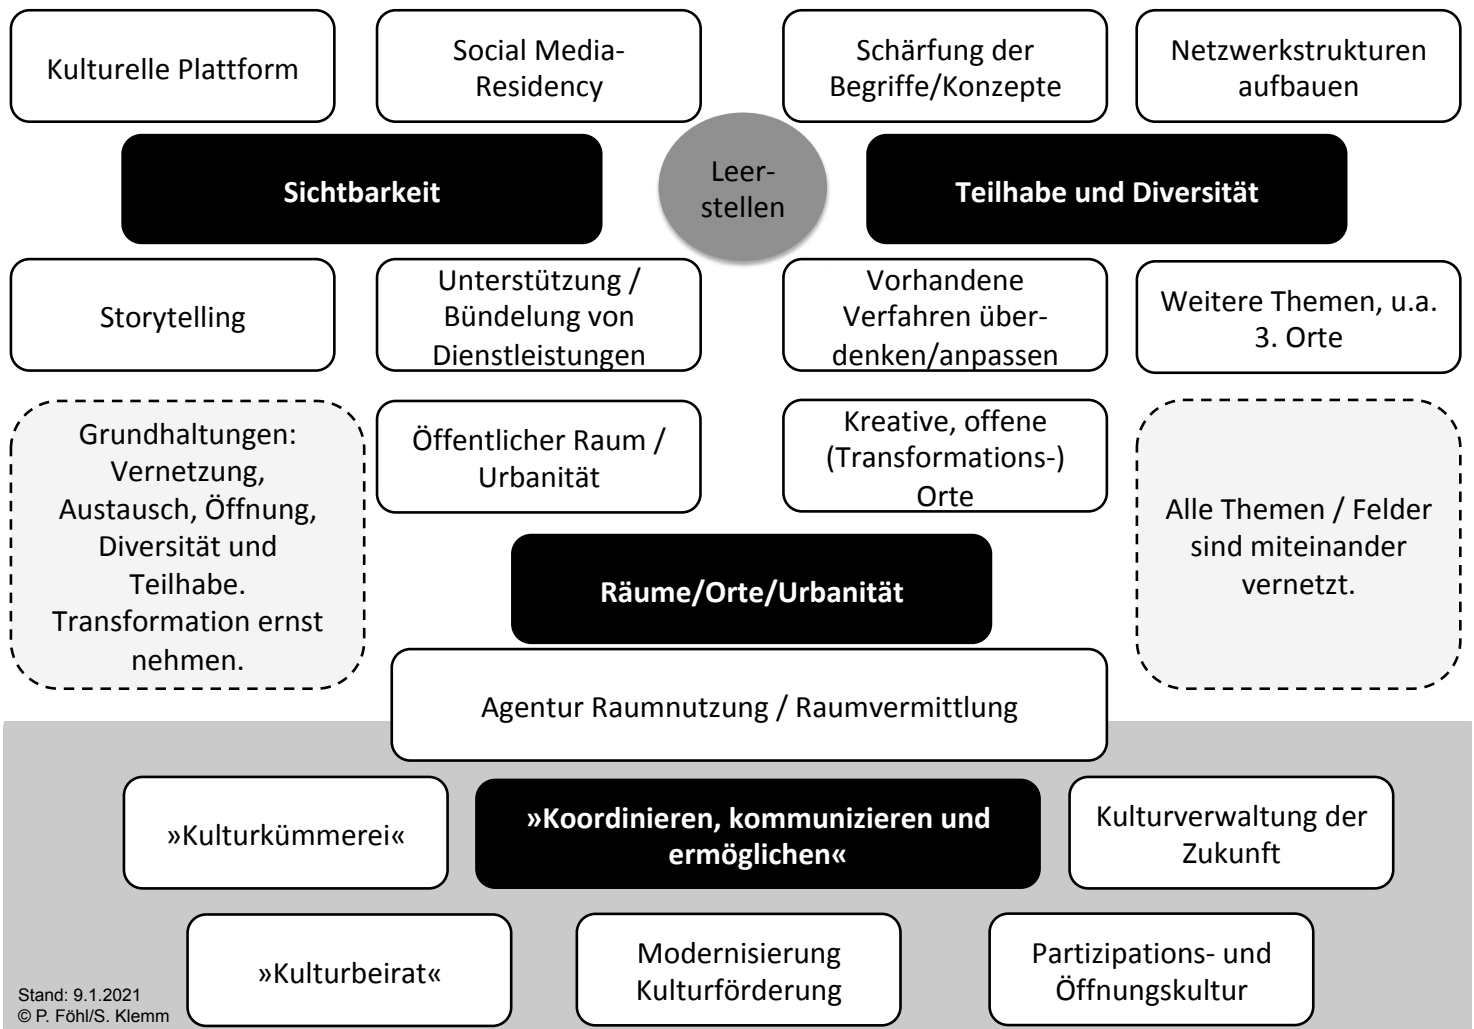 Kulturelle Plattform
Social Media-
Residency
Schärfung der
Begriffe/Konzepte
Netzwerkstrukturen
aufbauen
Sichtbarkeit
Leer-
stellen
Teilhabe und Diversität
Storytelling
Unterstützung /
Bündelung von
Dienstleistungen
Vorhandene
Verfahren über-
denken/anpassen
Weitere Themen, u.a.
3. Orte
Grundhaltungen:
Vernetzung,
Austausch, Öffnung,
Diversität und
Teilhabe.
Transformation ernst
nehmen.
Öffentlicher Raum /
Urbanität
Kreative, offene
(Transformations-)
Orte
Alle Themen / Felder
sind miteinander
vernetzt.
Räume/Orte/Urbanität
Agentur Raumnutzung / Raumvermittlung
»Kulturkümmerei«
»Koordinieren, kommunizieren und
ermöglichen«
Kulturverwaltung der
Zukunft
»Kulturbeirat«
Modernisierung
Kulturförderung
Partizipations- und
Öffnungskultur
Stand: 9.1.2021
© P. Föhl/S. Klemm